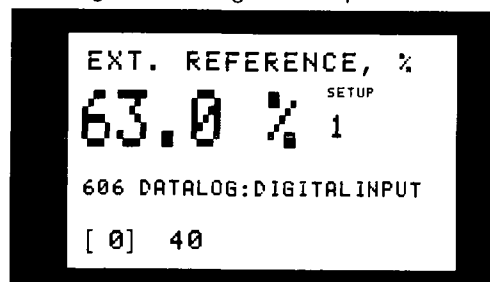 EXT. REFERENCE, %
63.0 %
SETUP
1
606 DATALOG:DIGITALINPUT
[ 0] 40